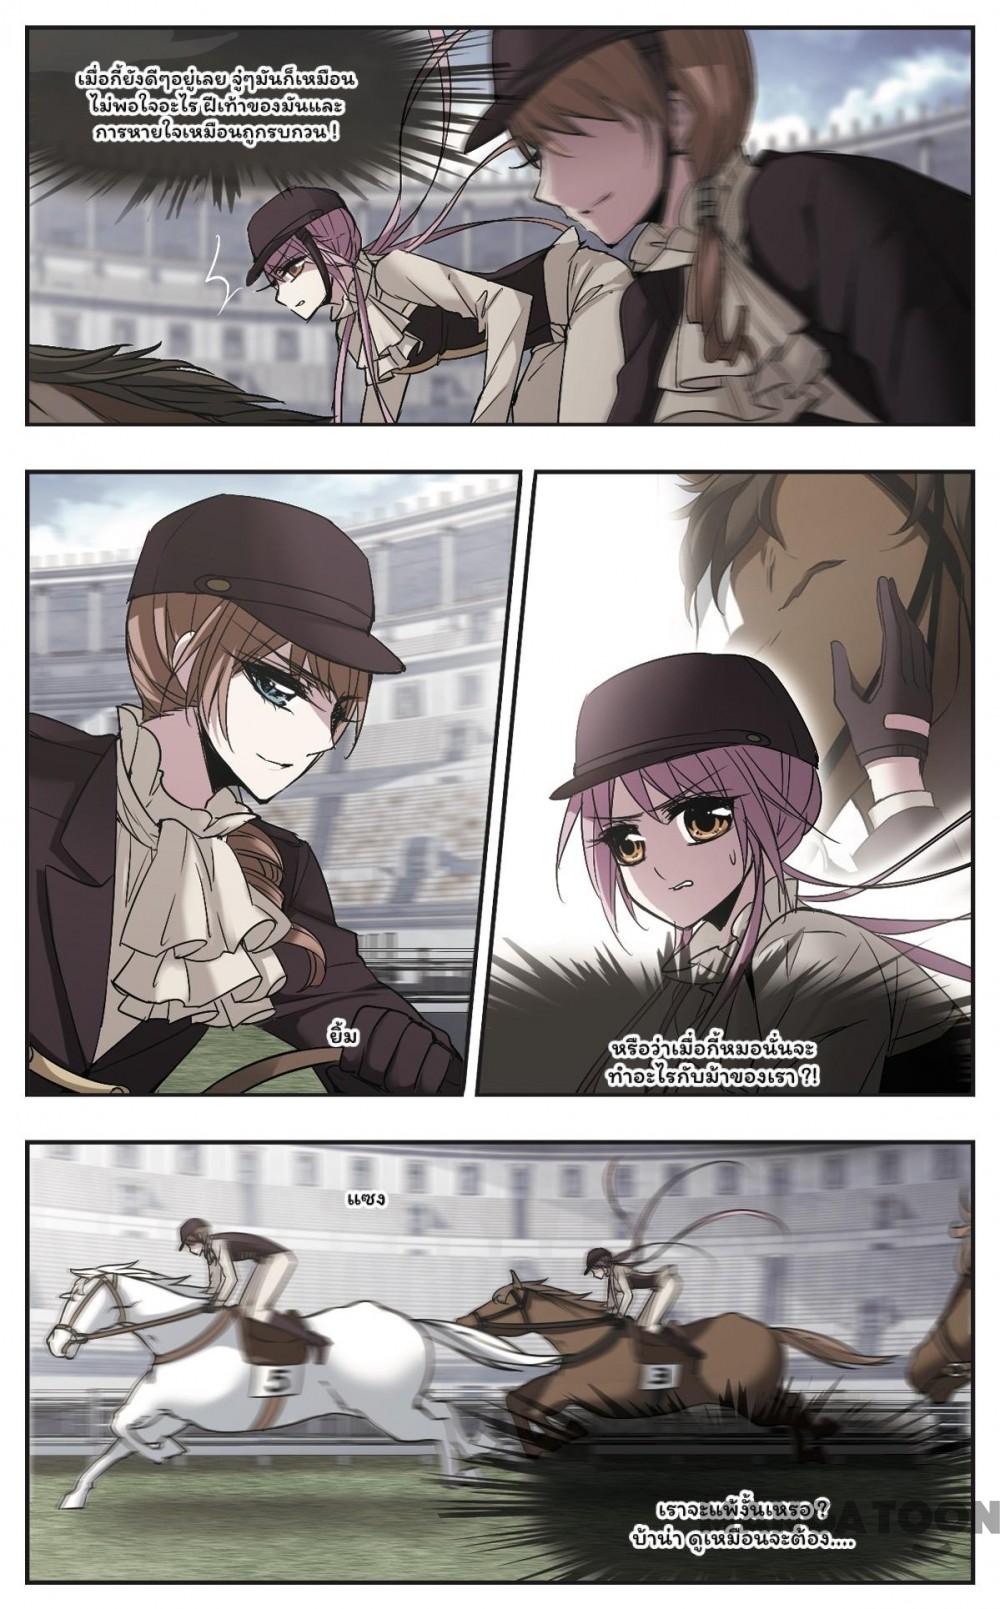 เมื่อกี้ยังดีๆอยู่เลย จู่ๆมันก็เหมือน
ไม่พอใจอะไร ฝีเท้าของมันและ
การหายใจเหมือนถูกรบกวน !
ยิ้ม
หรือว่าเมื่อกี้หมอนั่นจะ
ทำอะไรกับม้าของเรา ?!
แซง
5
3
เราจะแพ้งั้นเหรอ ?
บ้าน่า ดูเหมือนจะต้อง....
TOON